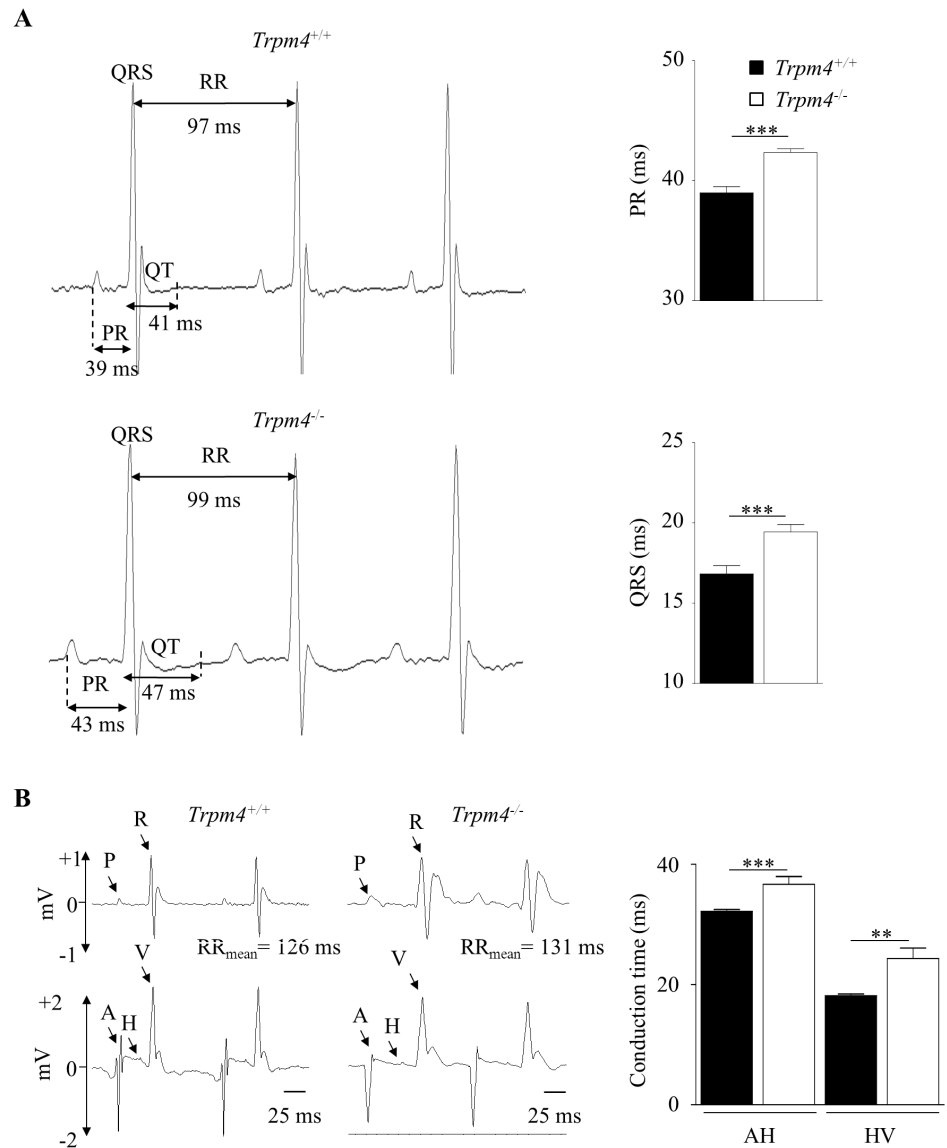 A
Trpm4+/+
QRS
RR
97 ms
QT
41 ms
PR
39 ms
50
40
30
PR (ms)
Trpm4+/+
Trpm4-/-
***
Trpm4-/-
QRS
RR
99 ms
QT
47 ms
PR
43 ms
25
20
15
10
QRS (ms)
***
B
Trpm4+/+
Trpm4-/-
R
P
+1
0
-1
mV
RRmean= 126 ms
R
P
RRmean= 131 ms
V
A
H
+2
0
-2
mV
25 ms
V
A
H
25 ms
40
20
0
Conduction time (ms)
***
**
AH
HV